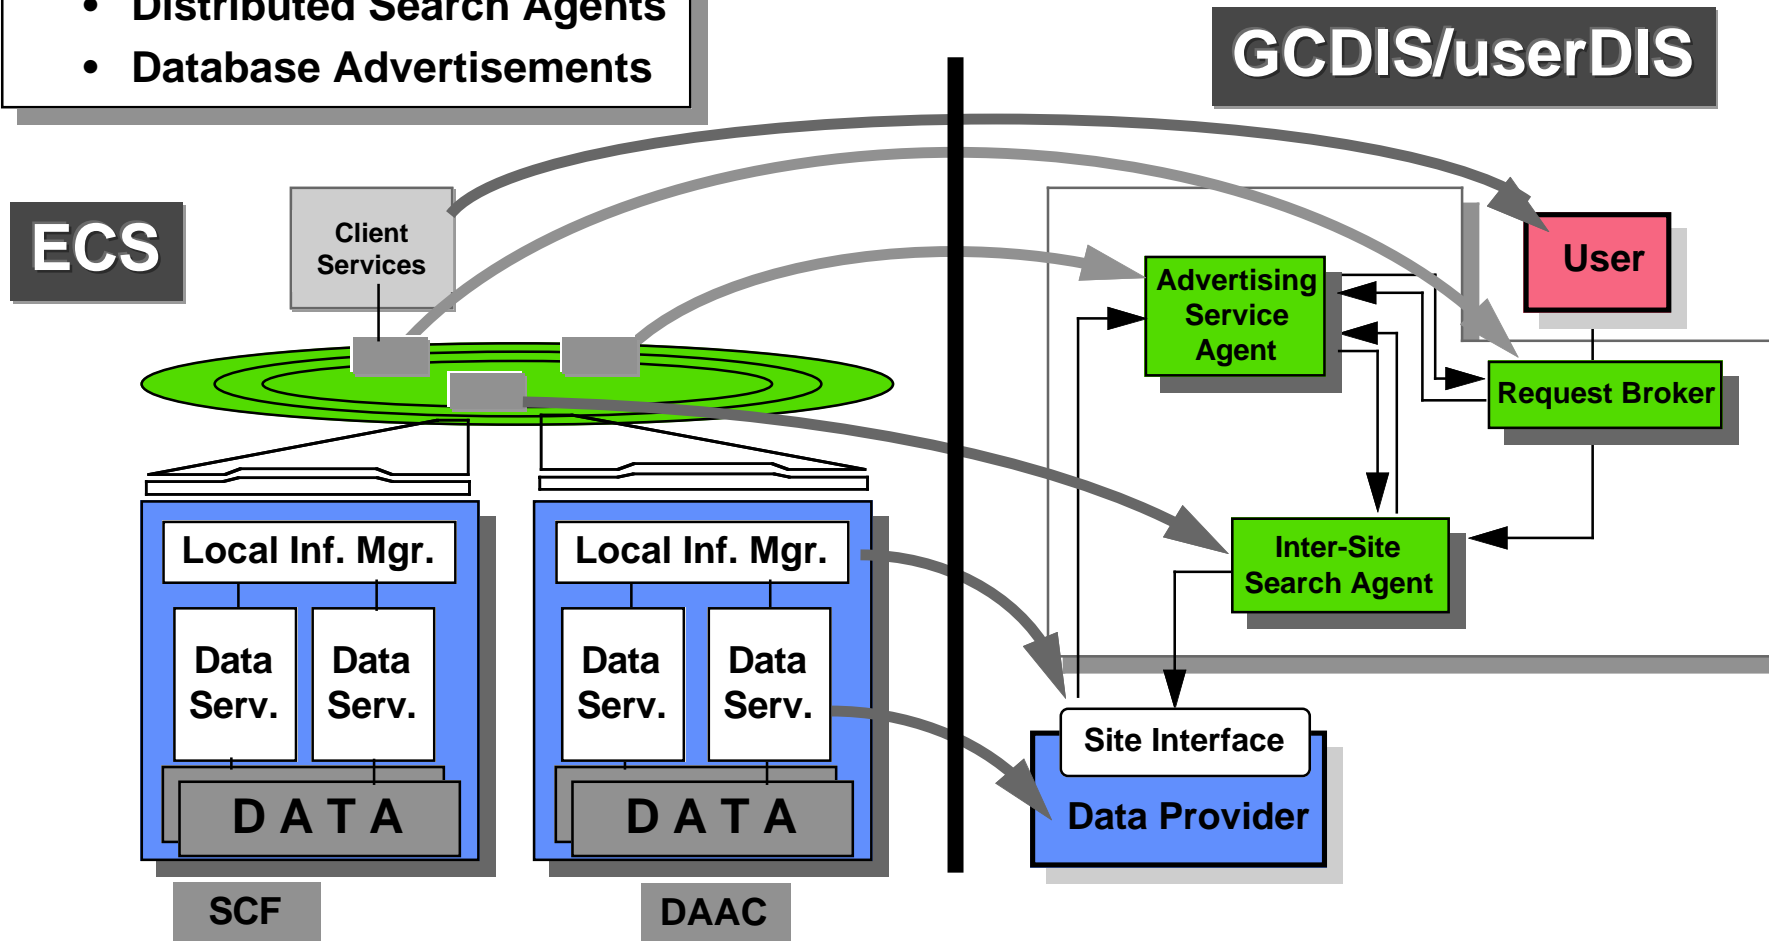 • Distributed Search Agents
• Database Advertisements
GCDIS/userDIS
ECS
Client
Services
User
Advertising
Service
Agent
Request Broker
Inter-Site
Search Agent
Local Inf. Mgr.
Data
Serv.
Data
Serv.
D A T A
SCF
Local Inf. Mgr.
Data
Serv.
Data
Serv.
D A T A
DAAC
Site Interface
Data Provider